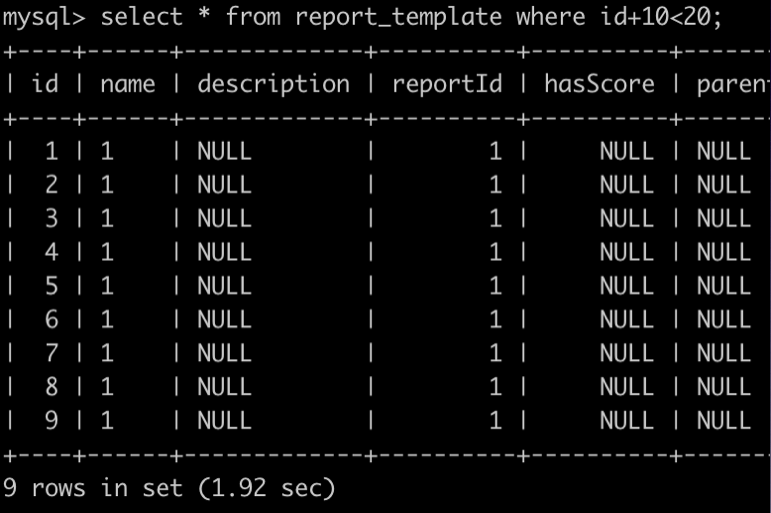 mysql> select * from report_template where id+10<20;
+----+------+-------------+----------+----------+-------
| id | name | description | reportId | hasScore | paren
+----+------+-------------+----------+----------+-------
|  1 | 1    | NULL        |        1 |     NULL | NULL
|  2 | 1    | NULL        |        1 |     NULL | NULL
|  3 | 1    | NULL        |        1 |     NULL | NULL
|  4 | 1    | NULL        |        1 |     NULL | NULL
|  5 | 1    | NULL        |        1 |     NULL | NULL
|  6 | 1    | NULL        |        1 |     NULL | NULL
|  7 | 1    | NULL        |        1 |     NULL | NULL
|  8 | 1    | NULL        |        1 |     NULL | NULL
|  9 | 1    | NULL        |        1 |     NULL | NULL
+----+------+-------------+----------+----------+-------
9 rows in set (1.92 sec)